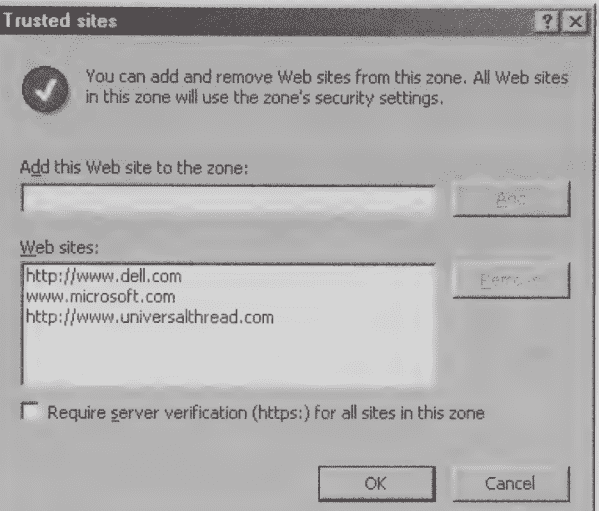 Trusted sites
You can add and remove Web sites from this zone. All Web sites
in this zone will use the zone's security settings.
Add this Web site to the zone:
Add
Web sites:
http://www.dell.com
www.microsoft.com
http://www.universalthread.com
Remove
Require server verification (https:) for all sites in this zone
OK
Cancel